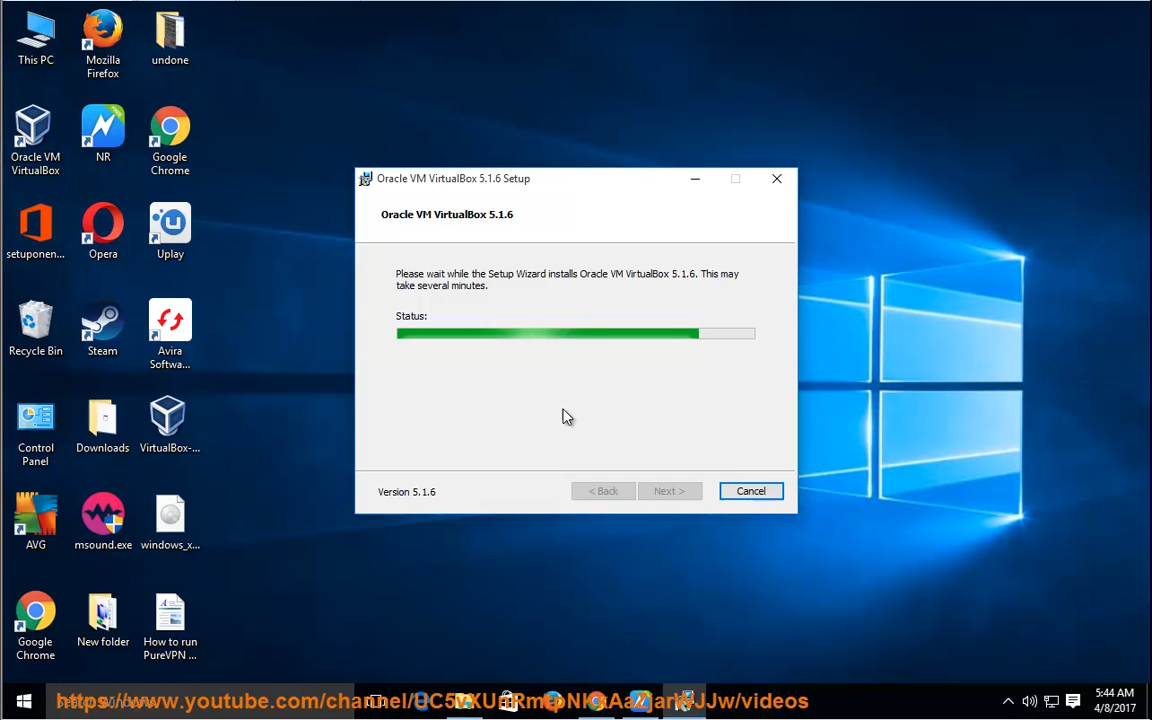 This PC
Mozilla
Firefox
undone
Oracle VM
VirtualBox
NR
Google
Chrome
setuponen...
Opera
Uplay
Recycle Bin
Steam
Avira
Softwa...
Control
Panel
Downloads
VirtualBox-...
AVG
msound.exe
windows_x...
Google
Chrome
New folder
How to run
PureVPN ...
Oracle VM VirtualBox 5.1.6 Setup
Oracle VM VirtualBox 5.1.6
Please wait while the Setup Wizard installs Oracle VM VirtualBox 5.1.6. This may
take several minutes.
Status:
Version 5.1.6
< Back
Next >
Cancel
5:44 AM
4/8/2017